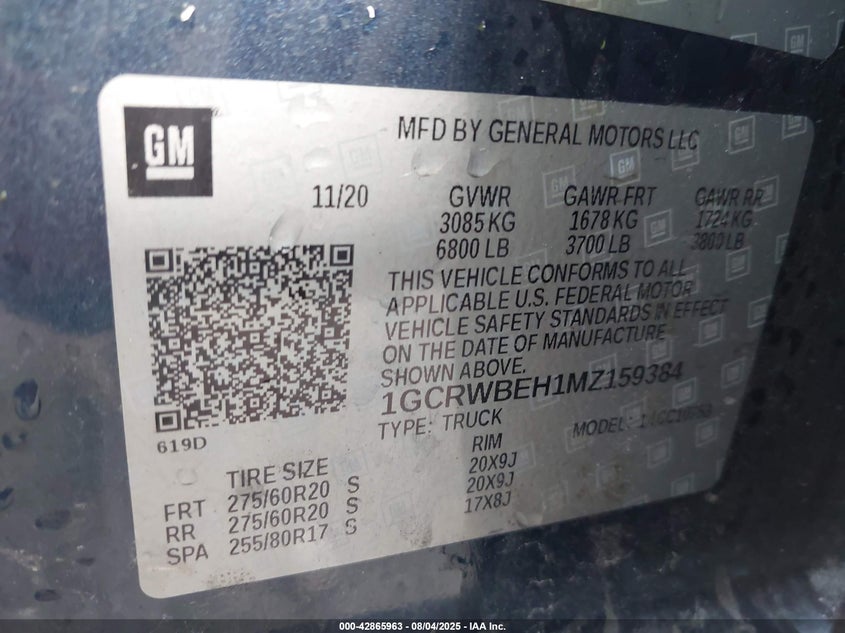 GM
MFD BY GENERAL MOTORS LLC
11/20 GVWR GAWR FRT GAWR RR
3085 KG 1678 KG 1724 KG
6800 LB 3700 LB 3800 LB
THIS VEHICLE CONFORMS TO ALL
APPLICABLE U.S. FEDERAL MOTOR
VEHICLE SAFETY STANDARDS IN EFFECT
ON THE DATE OF MANUFACTURE
SHOWN ABOVE.
1GCRWBEH1MZ159384
TYPE: TRUCK MODEL:
619D
TIRE SIZE RIM
FRT 275/60R20 S 20X9J
RR 275/60R20 S 20X9J
SPA 255/80R17 S 17X8J
000-42865963 - 08/04/2025 - IAA Inc.